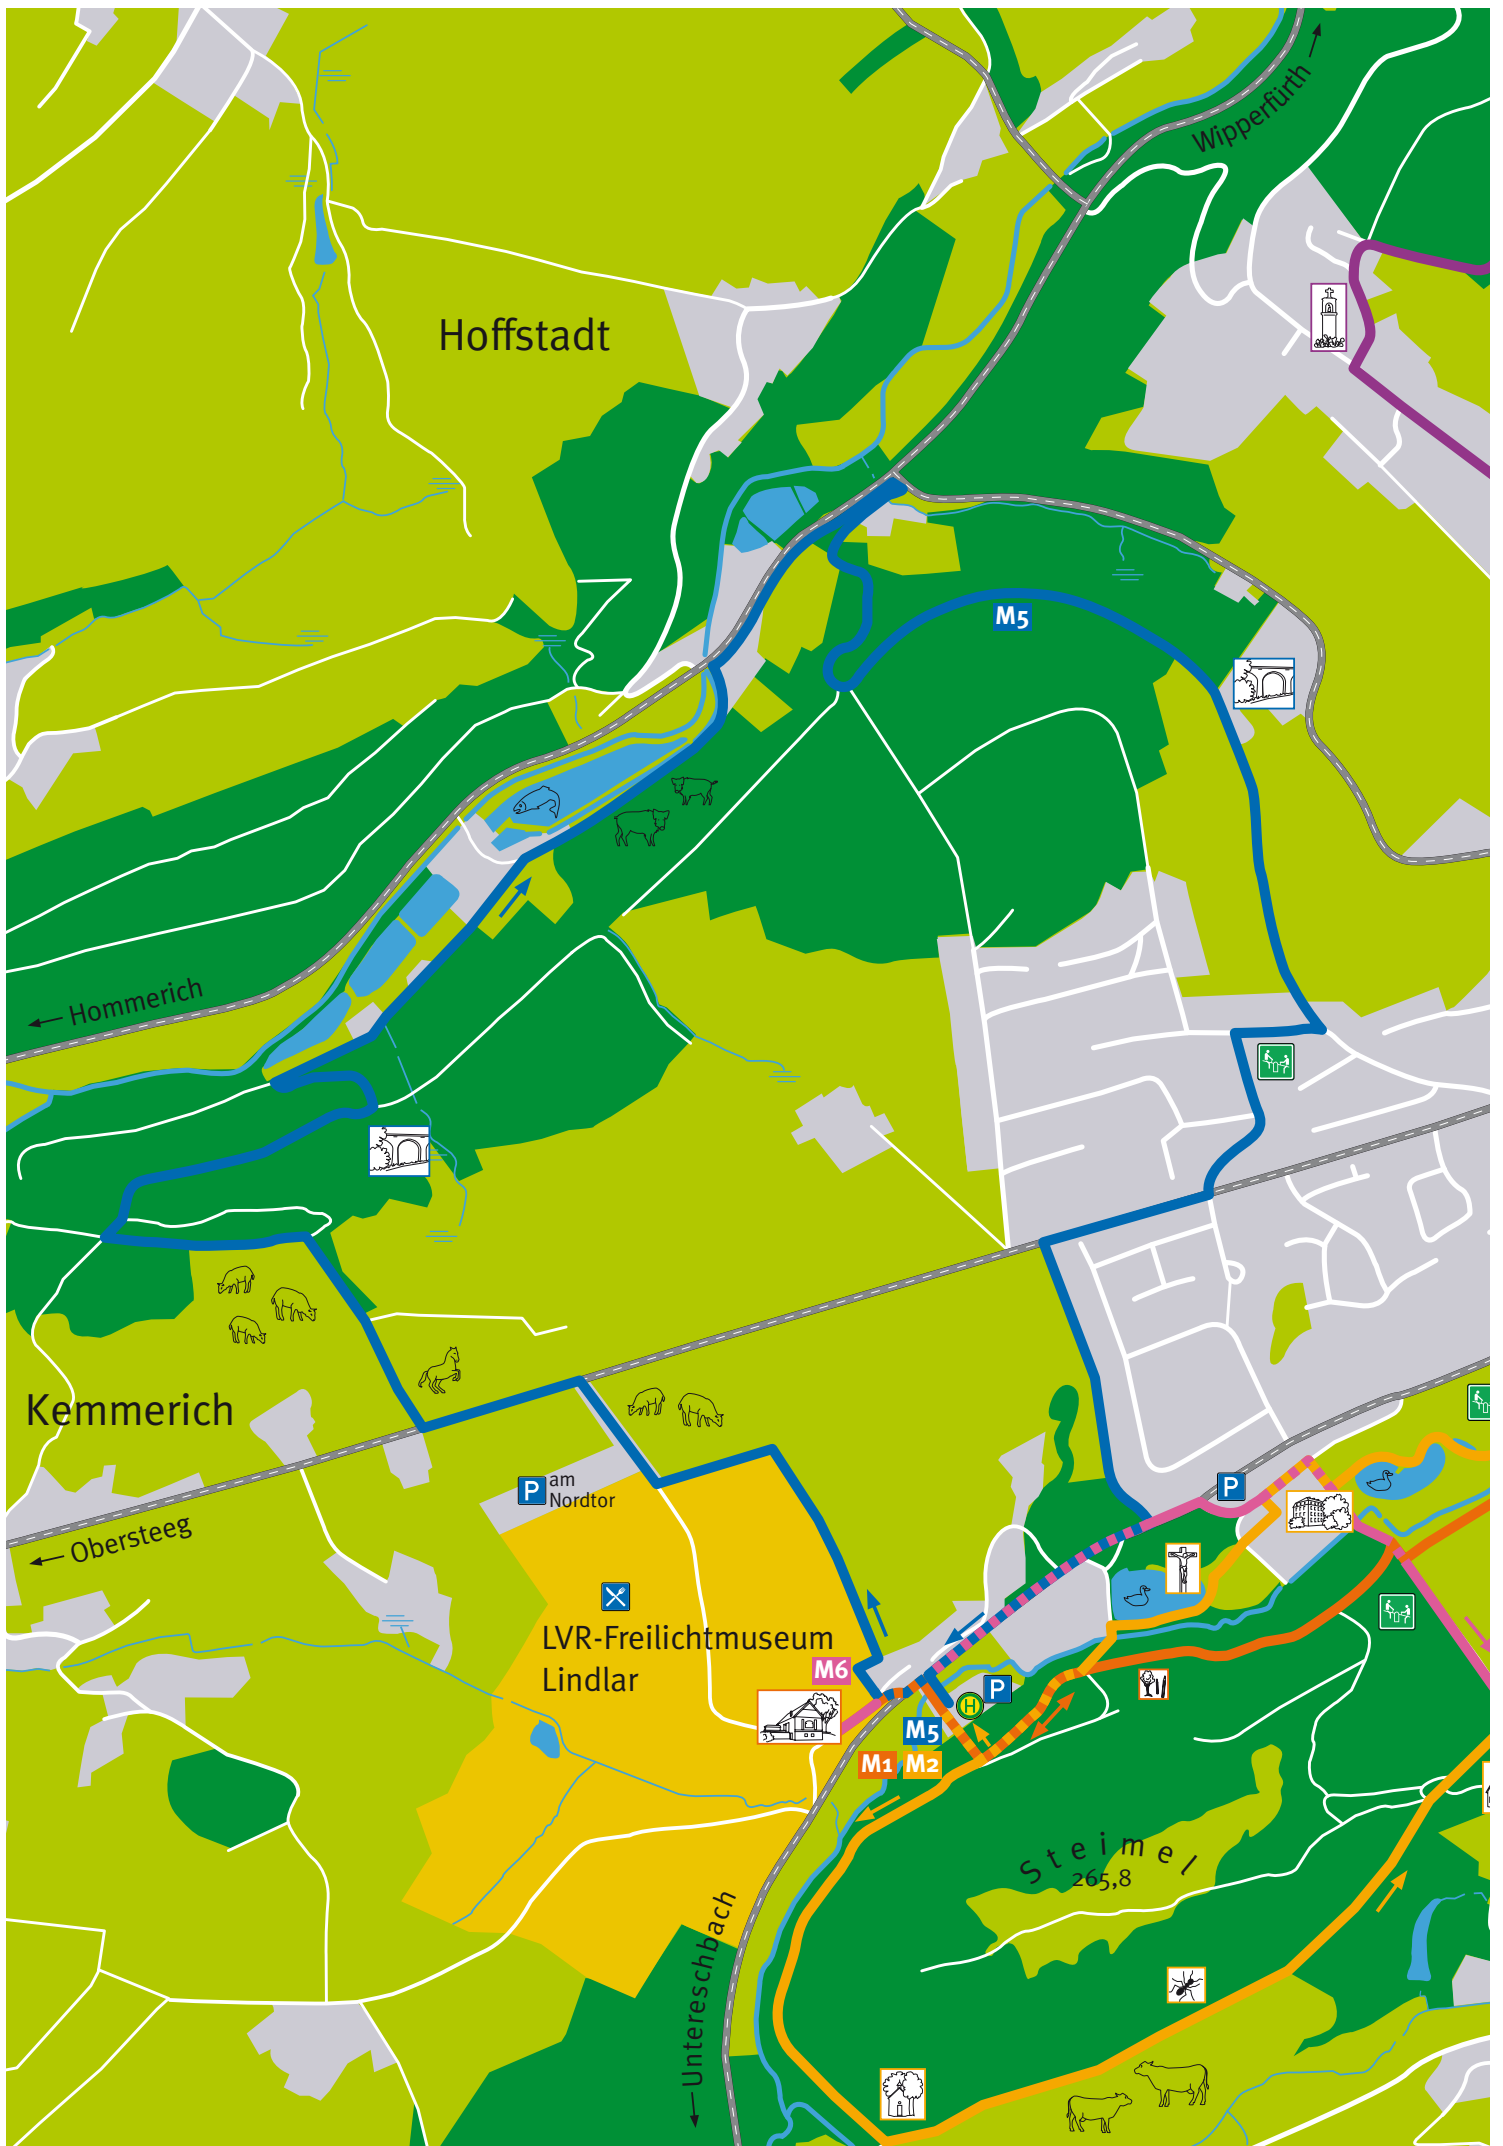 Wipperfürth
Hoffstadt
M5
Hommerich
Kemmerich
P
am
Nordtor
P
Obersteeg
LVR-Freilichtmuseum
Lindlar
M6
H
P
M5
M1
M2
Steimel
265,8
Untereschbach